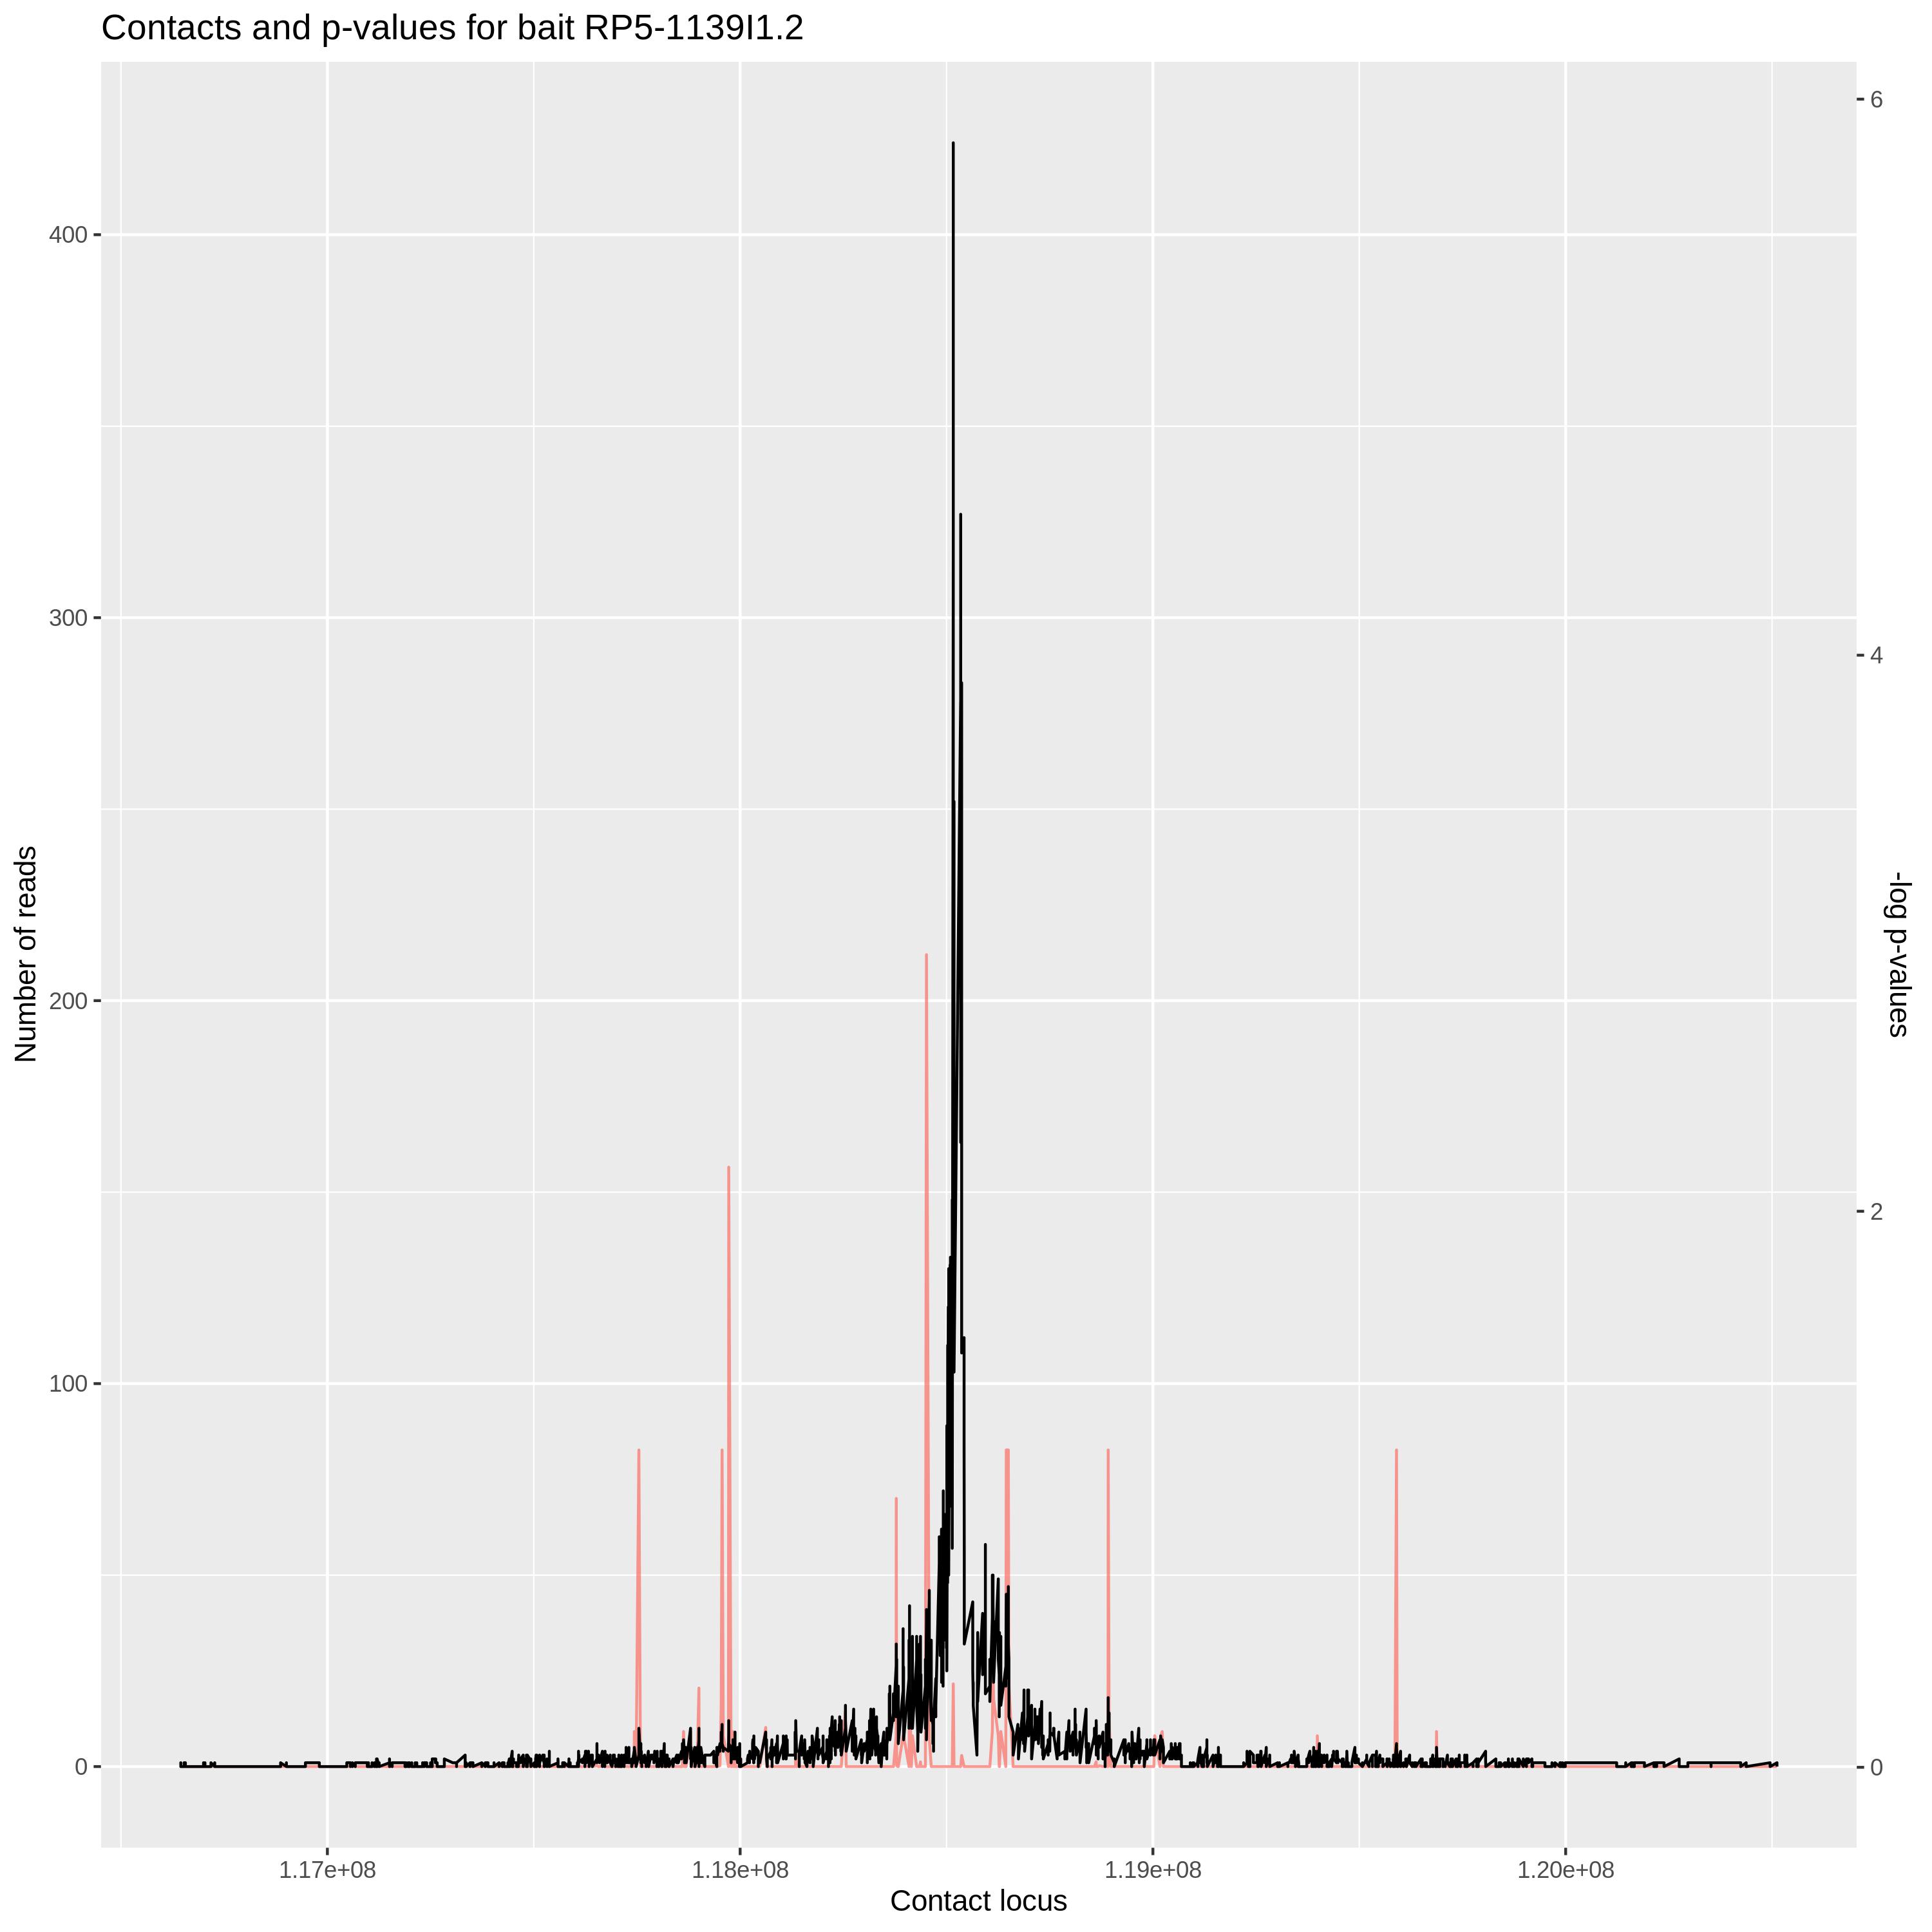 Contacts and p-values for bait RP5-1139I1.2
Number of reads
400
300
200
100
0
6
4
2
0
-log p-values
1.17e+08
1.18e+08
1.19e+08
1.20e+08
Contact locus